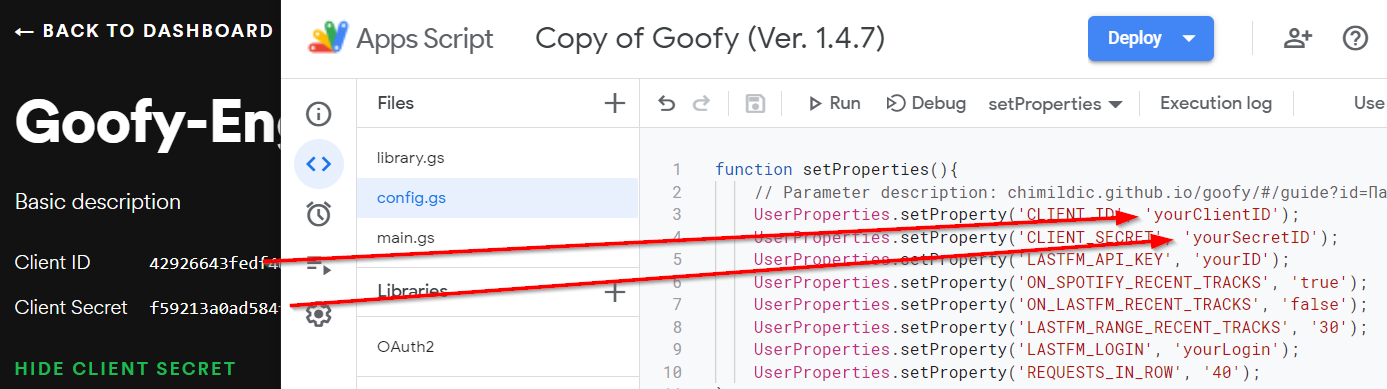 ← BACK TO DASHBOARD
Goofy-Eng
Basic description
Client ID 42926643fedf4
Client Secret f59213a0ad584
HIDE CLIENT SECRET
Apps Script
Copy of Goofy (Ver. 1.4.7)
Deploy
Files
library.gs
config.gs
main.gs
Libraries
OAuth2
Run Debug setProperties Execution log Use
1 function setProperties(){
2 // Parameter description: chimildic.github.io/goofy/#/guide?id=Па
3 UserProperties.setProperty('CLIENT_ID', 'yourClientID');
4 UserProperties.setProperty('CLIENT_SECRET', 'yourSecretID');
5 UserProperties.setProperty('LASTFM_API_KEY', 'yourID');
6 UserProperties.setProperty('ON_SPOTIFY_RECENT_TRACKS', 'true');
7 UserProperties.setProperty('ON_LASTFM_RECENT_TRACKS', 'false');
8 UserProperties.setProperty('LASTFM_RANGE_RECENT_TRACKS', '30');
9 UserProperties.setProperty('LASTFM_LOGIN', 'yourLogin');
10 UserProperties.setProperty('REQUESTS_IN_ROW', '40');